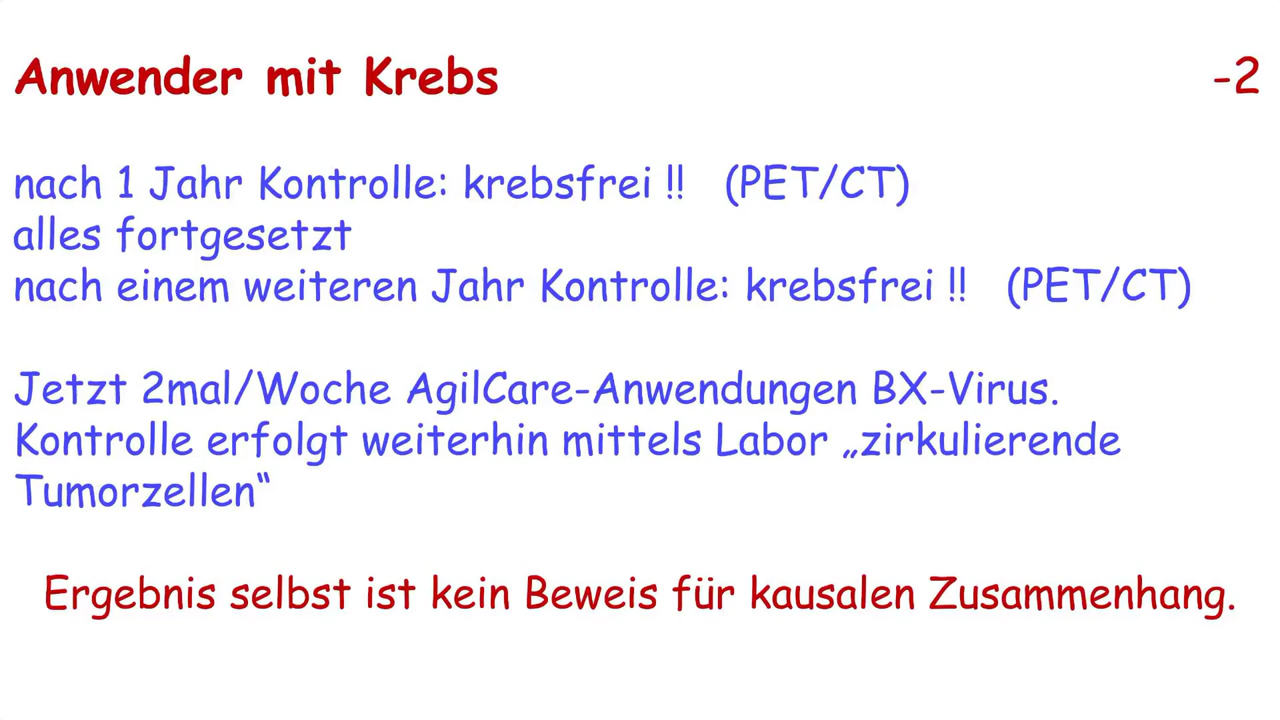 Anwender mit Krebs -2
nach 1 Jahr Kontrolle: krebsfrei !! (PET/CT)
alles fortgesetzt
nach einem weiteren Jahr Kontrolle: krebsfrei !! (PET/CT)
Jetzt 2mal/Woche AgilCare-Anwendungen BX-Virus.
Kontrolle erfolgt weiterhin mittels Labor „zirkulierende
Tumorzellen“
Ergebnis selbst ist kein Beweis für kausalen Zusammenhang.